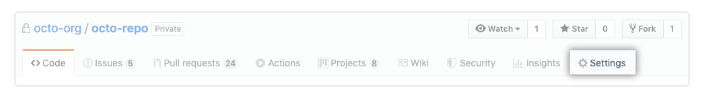 octo-org / octo-repo Private Watch 1 Star 0 Fork 1
Code Issues 5 Pull requests 24 Actions Projects 8 Wiki Security Insights Settings